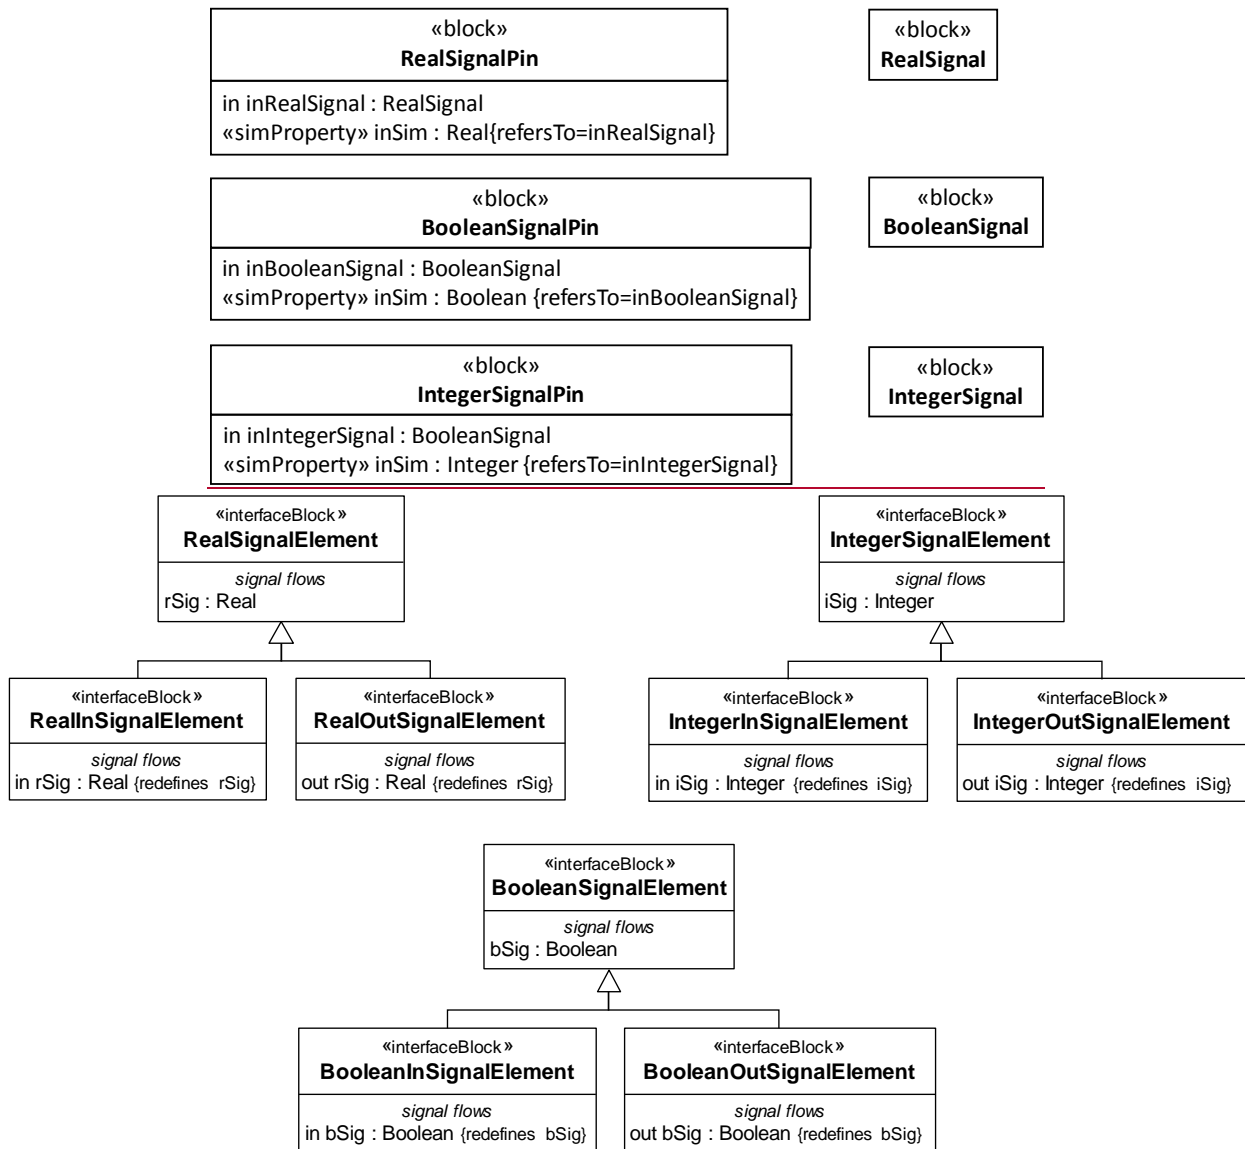 «block»
RealSignalPin
in inRealSignal : RealSignal
«simProperty» inSim : Real{refersTo=inRealSignal}
«block»
RealSignal
«block»
BooleanSignalPin
in inBooleanSignal : BooleanSignal
«simProperty» inSim : Boolean {refersTo=inBooleanSignal}
«block»
BooleanSignal
«block»
IntegerSignalPin
in inIntegerSignal : BooleanSignal
«simProperty» inSim : Integer {refersTo=inIntegerSignal}
«block»
IntegerSignal
«interfaceBlock»
RealSignalElement
signal flows
rSig : Real
«interfaceBlock»
IntegerSignalElement
signal flows
iSig : Integer
«interfaceBlock»
RealInSignalElement
signal flows
in rSig : Real {redefines rSig}
«interfaceBlock»
RealOutSignalElement
signal flows
out rSig : Real {redefines rSig}
«interfaceBlock»
IntegerInSignalElement
signal flows
in iSig : Integer {redefines iSig}
«interfaceBlock»
IntegerOutSignalElement
signal flows
out iSig : Integer {redefines iSig}
«interfaceBlock»
BooleanSignalElement
signal flows
bSig : Boolean
«interfaceBlock»
BooleanInSignalElement
signal flows
in bSig : Boolean {redefines bSig}
«interfaceBlock»
BooleanOutSignalElement
signal flows
out bSig : Boolean {redefines bSig}